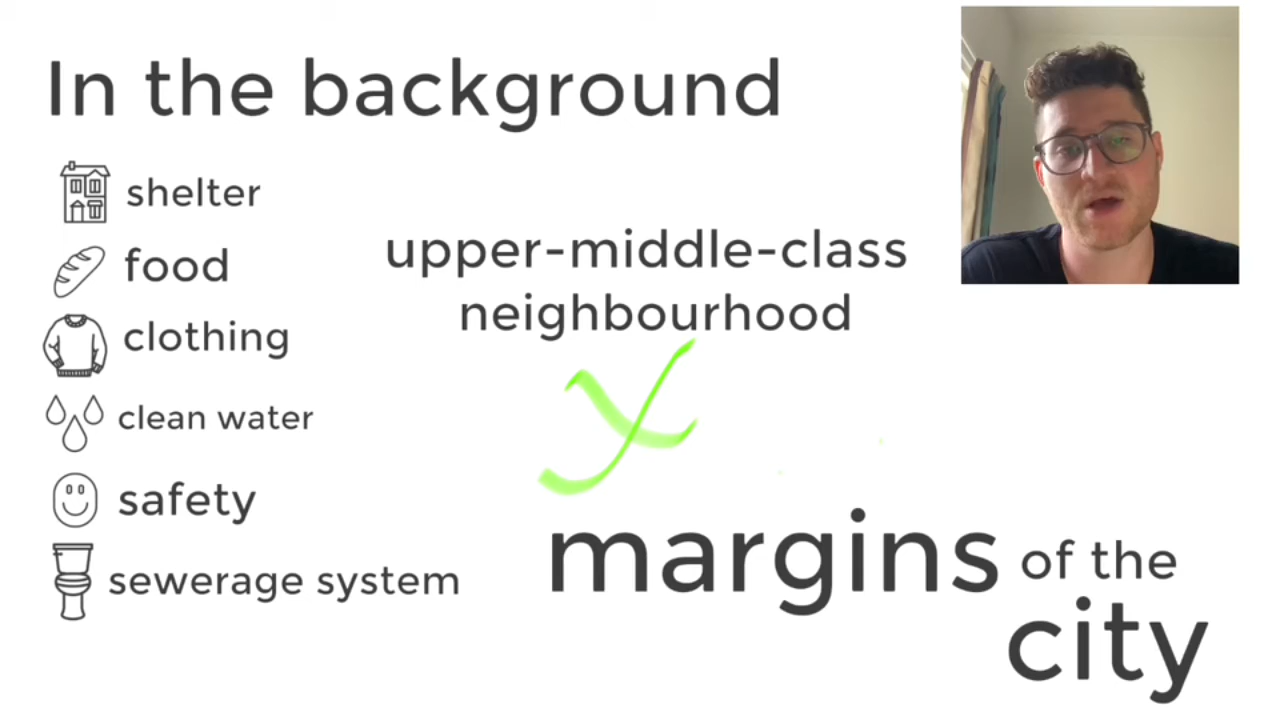 In the background
shelter
food
clothing
clean water
safety
sewerage system
upper-middle-class
neighbourhood
margins of the
city